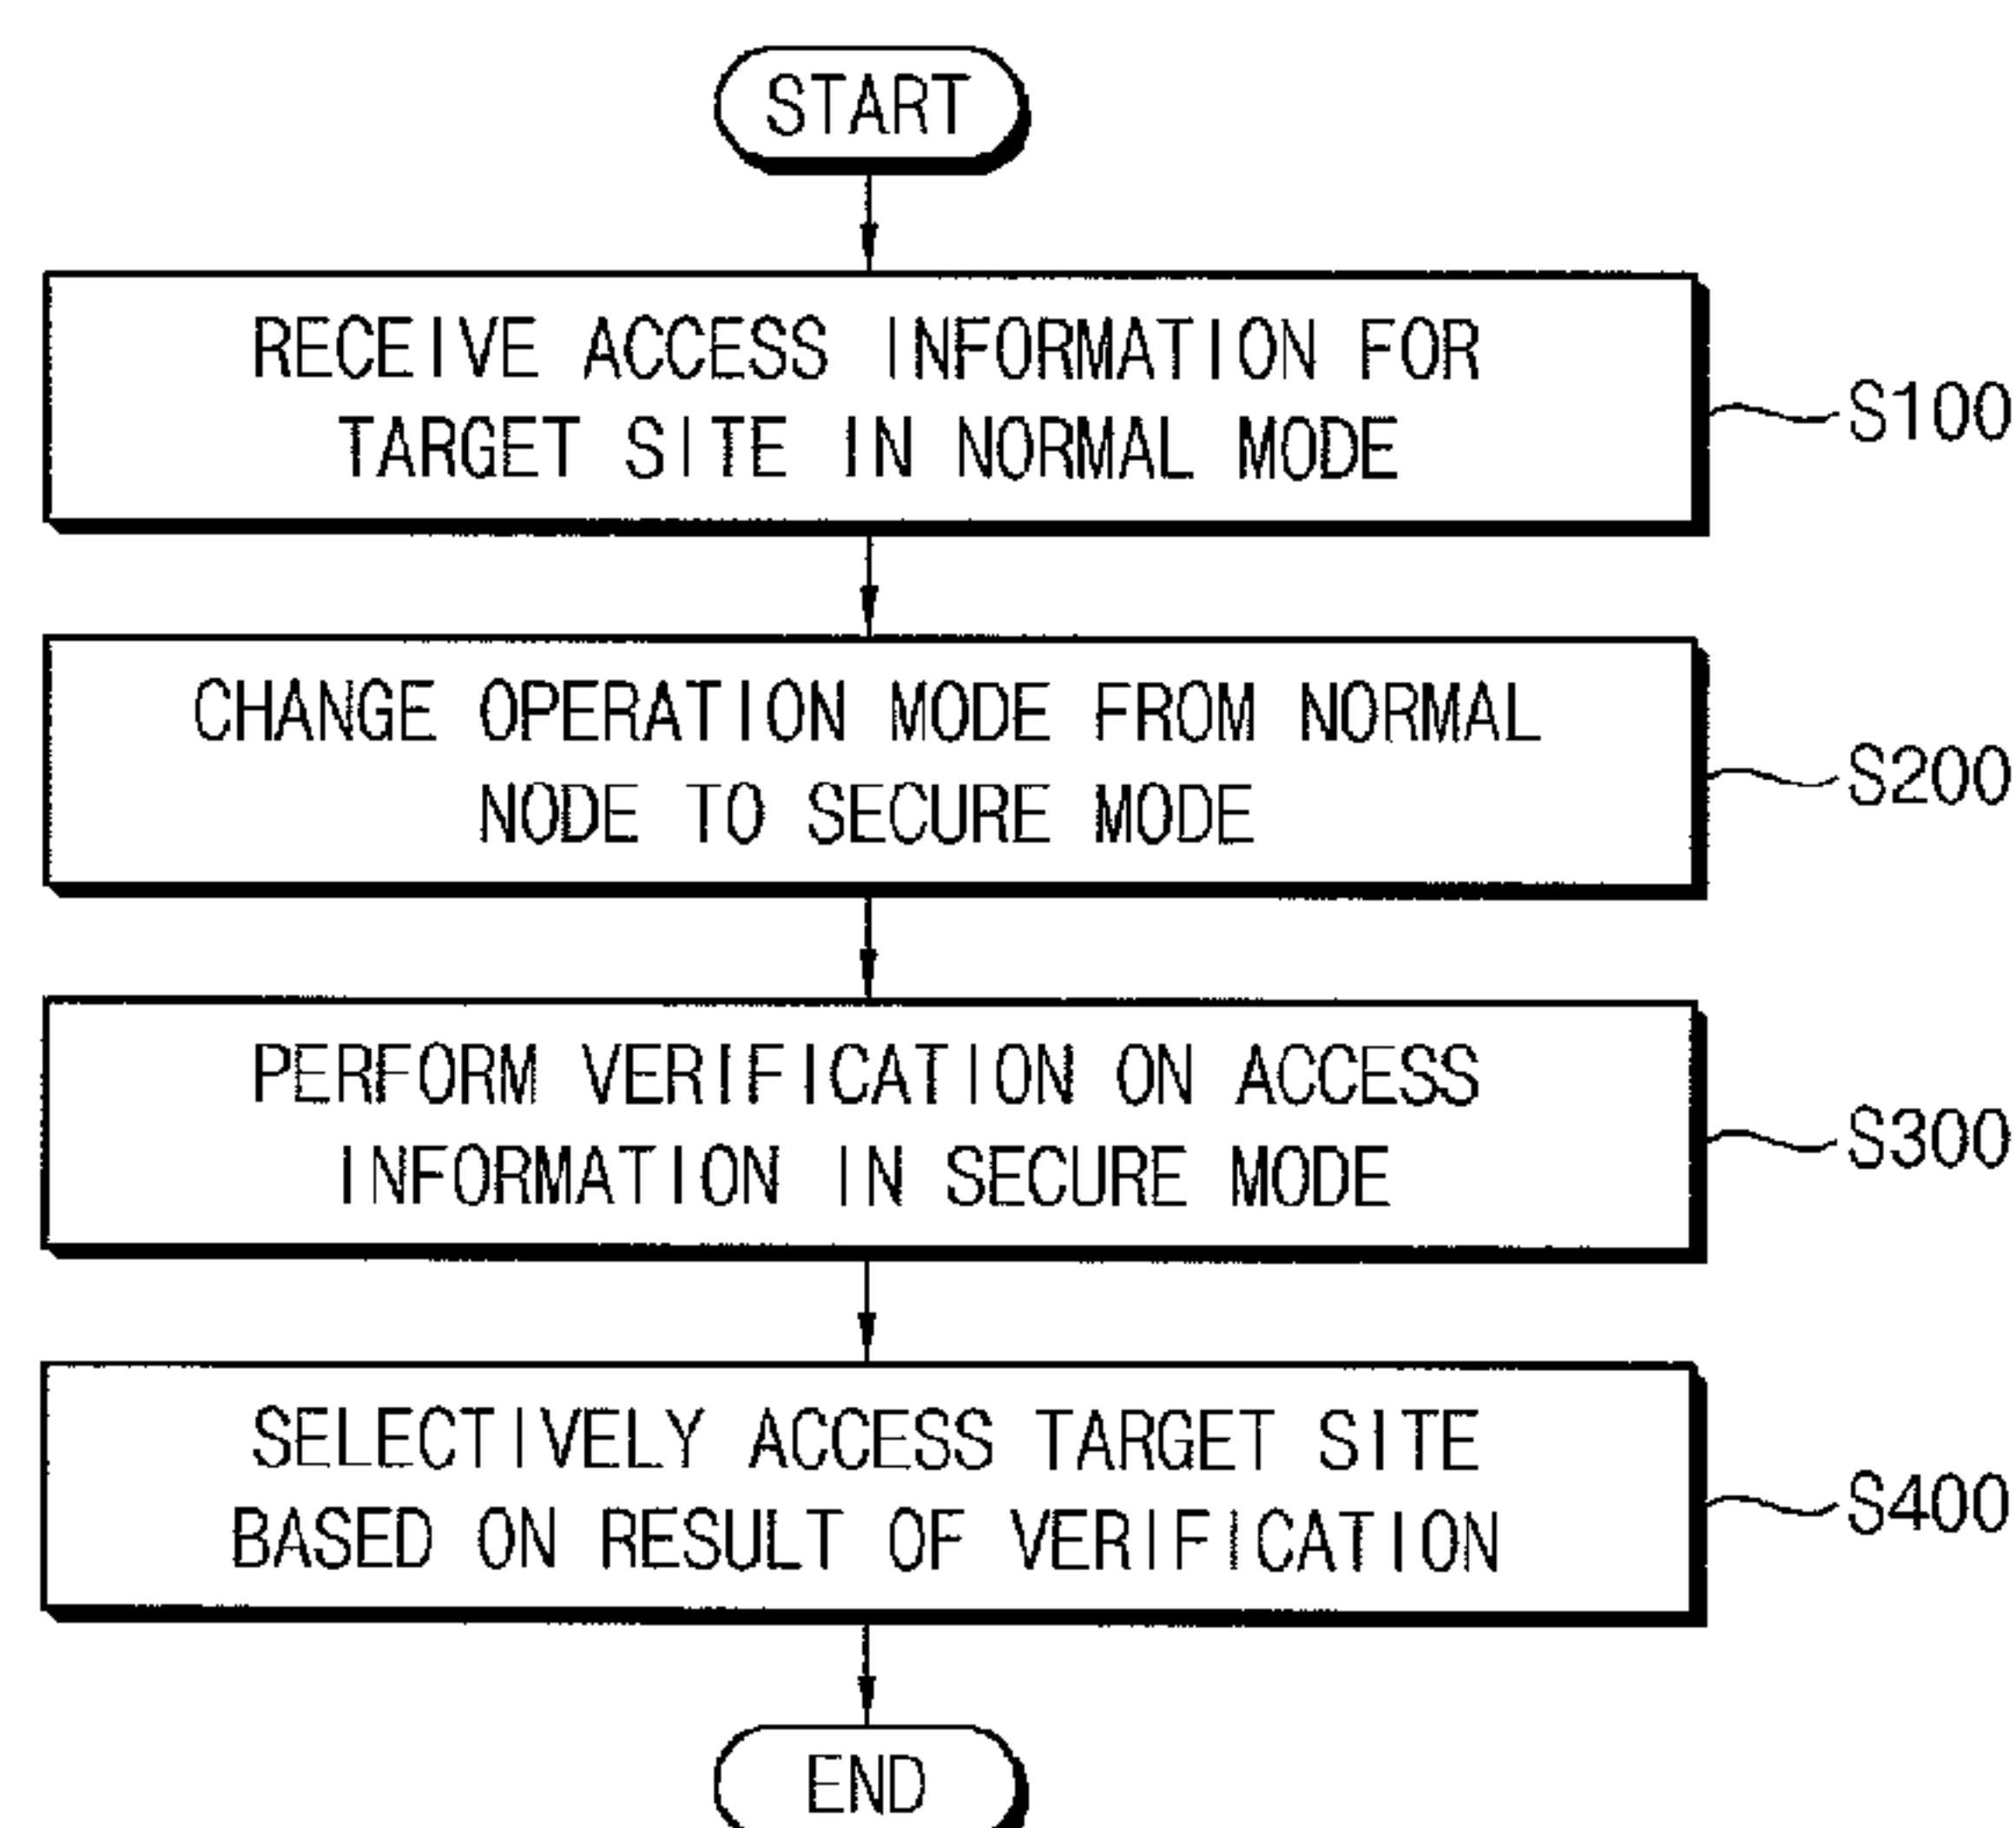 START
RECEIVE ACCESS INFORMATION FOR
TARGET SITE IN NORMAL MODE
S100
CHANGE OPERATION MODE FROM NORMAL
NODE TO SECURE MODE
S200
PERFORM VERIFICATION ON ACCESS
INFORMATION IN SECURE MODE
S300
SELECTIVELY ACCESS TARGET SITE
BASED ON RESULT OF VERIFICATION
S400
END